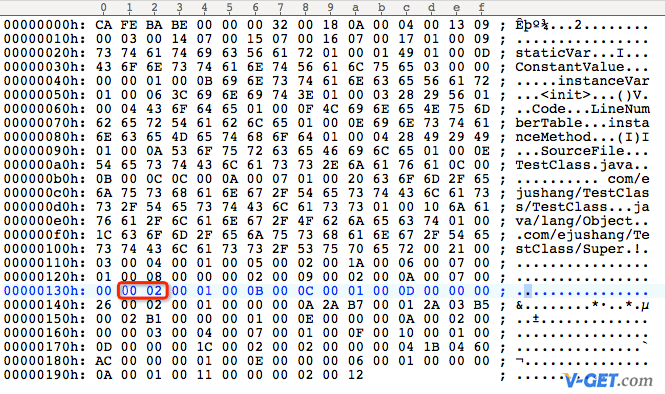 0 1 2 3 4 5 6 7 8 9 a b c d e f
00000000h: CA FE BA BE 00 00 00 32 00 18 0A 00 04 00 13 09 ; Êþº¾...2........
00000010h: 00 03 00 14 07 00 15 07 00 16 07 00 17 01 00 09 ; ................
00000020h: 73 74 61 74 69 63 56 61 72 01 00 01 49 01 00 0D ; staticVar...I...
00000030h: 43 6F 6E 73 74 61 6E 74 56 61 6C 75 65 03 00 00 ; ConstantValue...
00000040h: 00 00 01 00 0B 69 6E 73 74 61 6E 63 65 56 61 72 ; .....instanceVar
00000050h: 01 00 06 3C 69 6E 69 74 3E 01 00 03 28 29 56 01 ; ...<init>...()V.
00000060h: 00 04 43 6F 64 65 01 00 0F 4C 69 6E 65 4E 75 6D ; ..Code...LineNum
00000070h: 62 65 72 54 61 62 6C 65 01 00 0E 69 6E 73 74 61 ; berTable...insta
00000080h: 6E 63 65 4D 65 74 68 6F 64 01 00 04 28 49 29 49 ; nceMethod...(I)I
00000090h: 01 00 0A 53 6F 75 72 63 65 46 69 6C 65 01 00 0E ; ...SourceFile...
000000a0h: 54 65 73 74 43 6C 61 73 73 2E 6A 61 76 61 0C 00 ; TestClass.java..
000000b0h: 0B 00 0C 0C 00 0A 00 07 01 00 20 63 6F 6D 2F 65 ; .......... com/e
000000c0h: 6A 75 73 68 61 6E 67 2F 54 65 73 74 43 6C 61 73 ; jushang/TestClas
000000d0h: 73 2F 54 65 73 74 43 6C 61 73 73 01 00 10 6A 61 ; s/TestClass...ja
000000e0h: 76 61 2F 6C 61 6E 67 2F 4F 62 6A 65 63 74 01 00 ; va/lang/Object..
000000f0h: 1C 63 6F 6D 2F 65 6A 75 73 68 61 6E 67 2F 54 65 ; .com/ejushang/Te
00000100h: 73 74 43 6C 61 73 73 2F 53 75 70 65 72 00 21 00 ; stClass/Super.!.
00000110h: 03 00 04 00 01 00 05 00 02 00 1A 00 06 00 07 00 ; ................
00000120h: 01 00 08 00 00 00 02 00 09 00 02 00 0A 00 07 00 ; ................
00000130h: 00 00 02 00 01 00 0B 00 0C 00 01 00 0D 00 00 00 ; ................
00000140h: 26 00 02 00 01 00 00 00 0A 2A B7 00 01 2A 03 B5 ; &........*·..*.µ
00000150h: 00 02 B1 00 00 00 01 00 0E 00 00 00 0A 00 02 00 ; ..±.............
00000160h: 00 00 03 00 04 00 07 00 01 00 0F 00 10 00 01 00 ; ................
00000170h: 0D 00 00 00 1C 00 02 00 02 00 00 00 04 1B 04 60 ; ...............`
00000180h: AC 00 00 00 01 00 0E 00 00 00 06 00 01 00 00 00 ; ¬...............
00000190h: 0A 00 01 00 11 00 00 00 02 00 12 ; ...........
V-GET.com